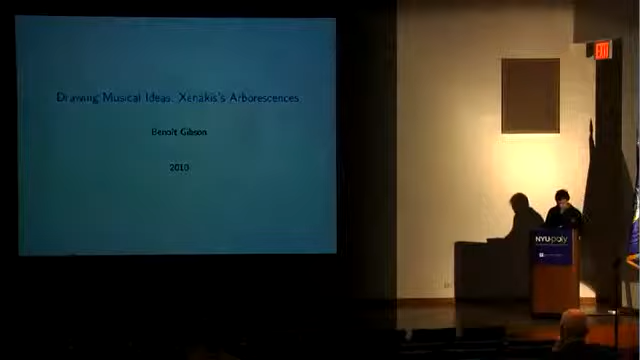 Drawing Musical Ideas: Xenakis's Arborescences
Benoît Gibson
2010
EXIT
NYU·poly